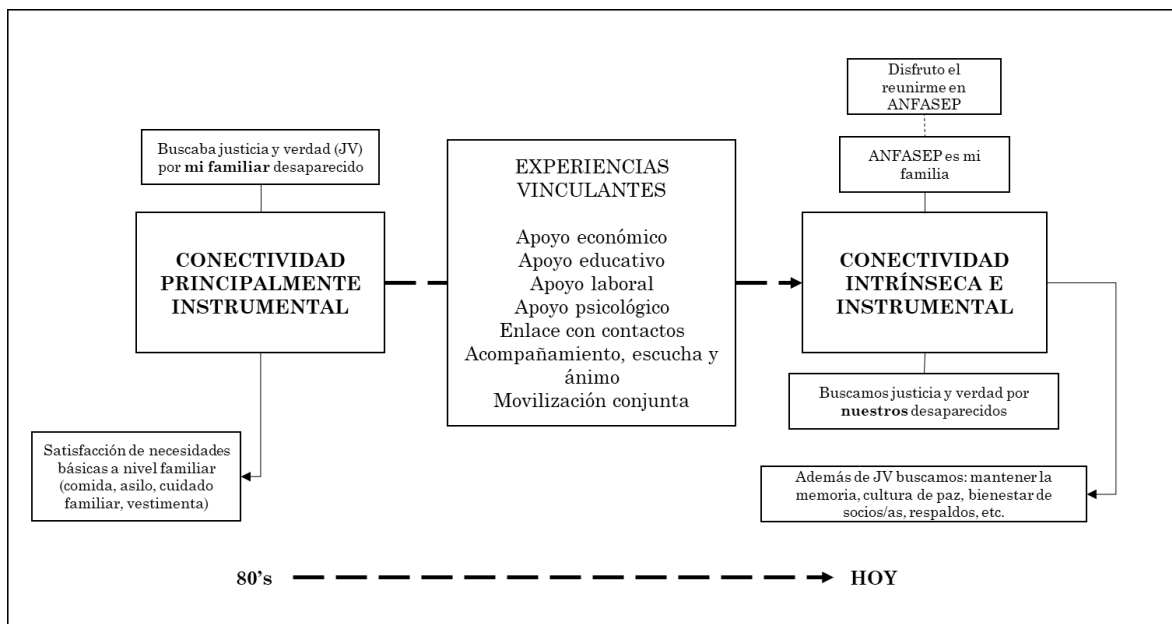 Buscaba justicia y verdad (JV)
por mi familiar desaparecido
CONECTIVIDAD
PRINCIPALMENTE
INSTRUMENTAL
Satisfacción de necesidades
básicas a nivel familiar
(comida, asilo, cuidado
familiar, vestimenta)
EXPERIENCIAS
VINCULANTES
Apoyo económico
Apoyo educativo
Apoyo laboral
Apoyo psicológico
Enlace con contactos
Acompañamiento, escucha y
ánimo
Movilización conjunta
Disfruto el
reunirme en
ANFASEP
ANFASEP es mi
familia
CONECTIVIDAD
INTRÍNSECA E
INSTRUMENTAL
Buscamos justicia y verdad por
nuestros desaparecidos
Además de JV buscamos: mantener la
memoria, cultura de paz, bienestar de
socios/as, respaldos, etc.
80’s
HOY